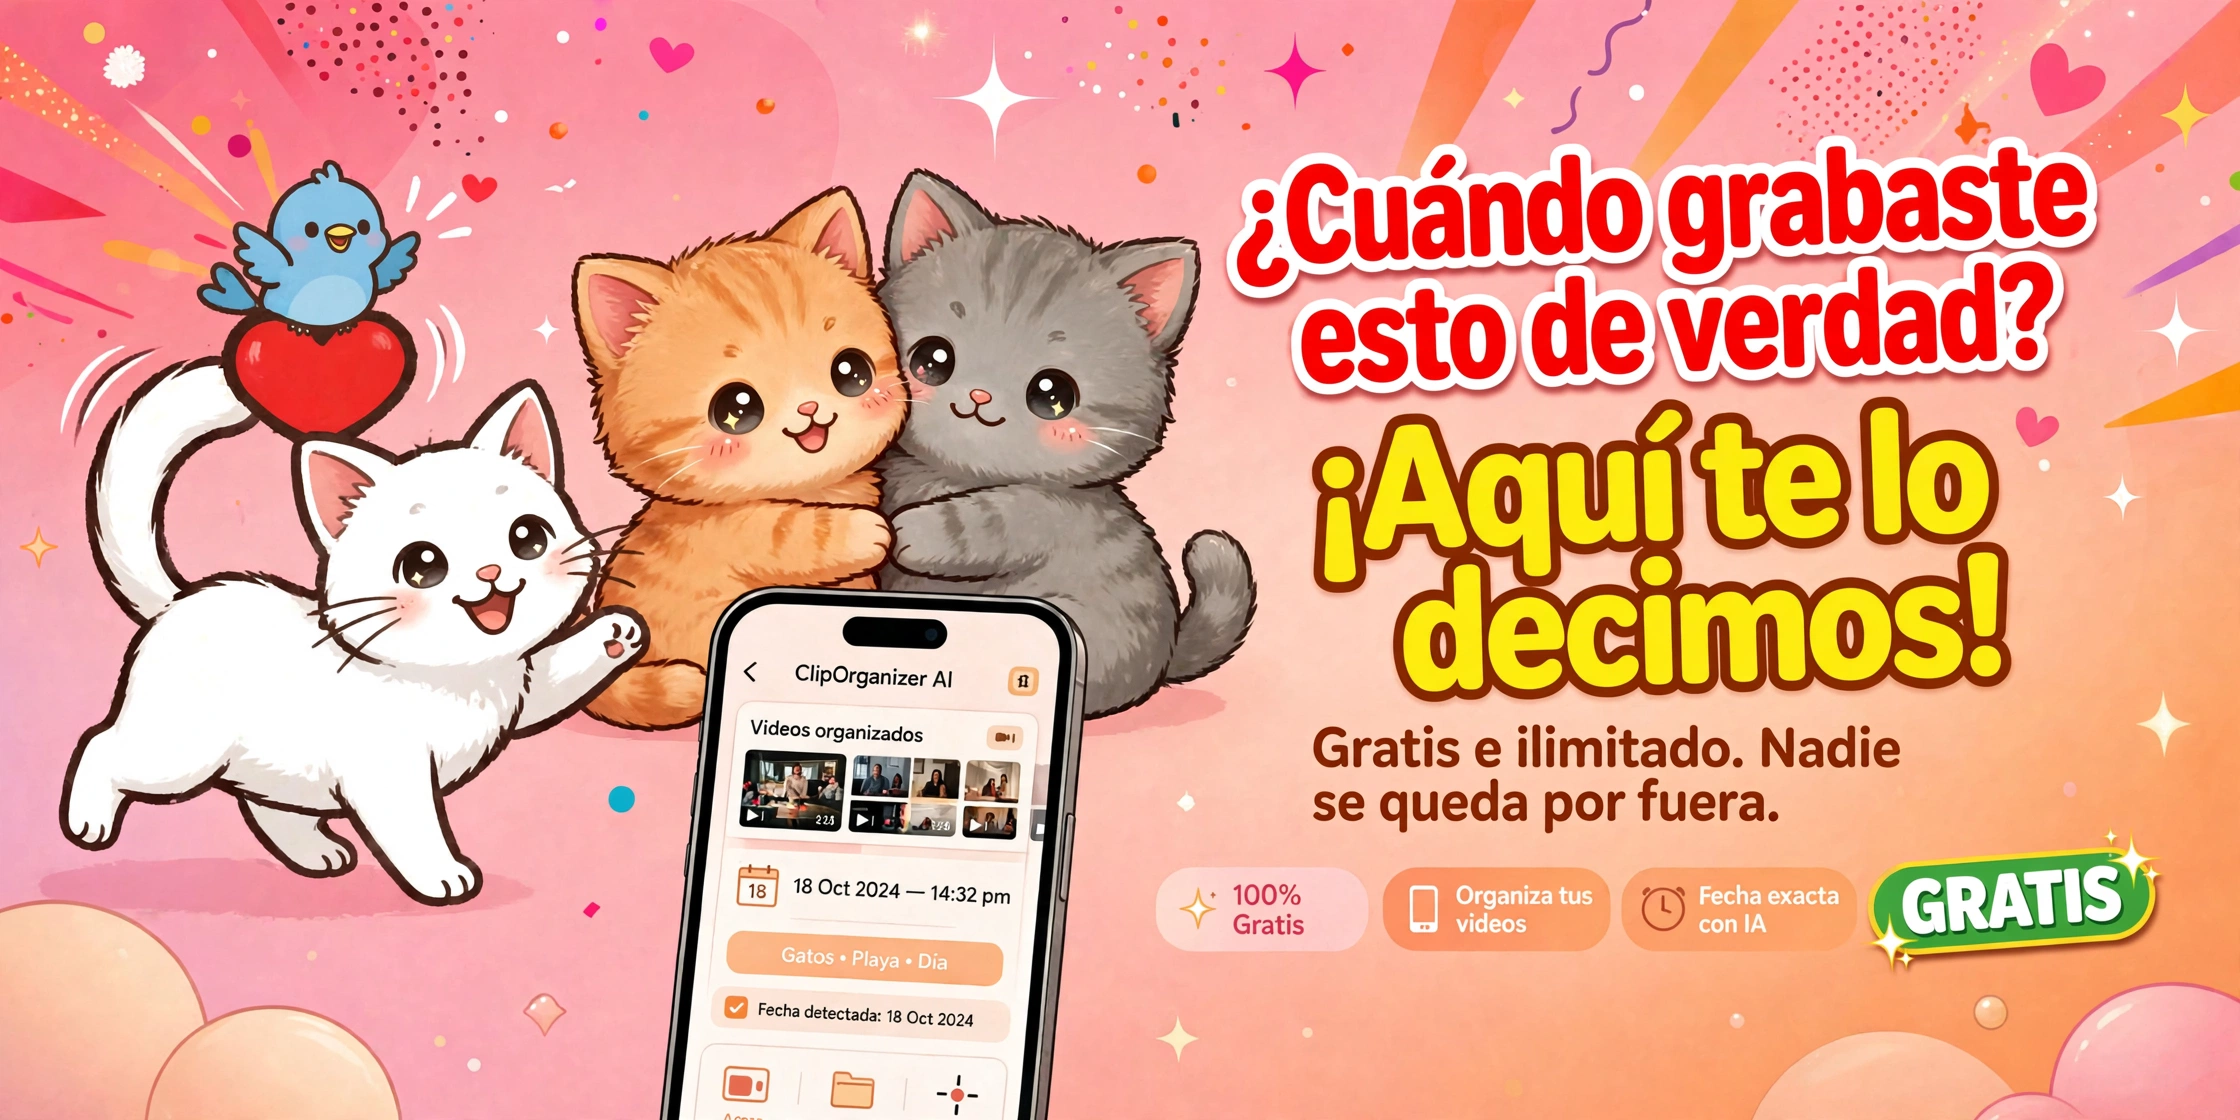 ¿Cuándo grabaste
esto de verdad?
¡Aquí te lo
decimos!
Gratis e ilimitado. Nadie
se queda por fuera.
100%
Gratis
Organiza tus
videos
Fecha exacta
con IA
GRATIS
ClipOrganizer AI
Videos organizados
18
18 Oct 2024 — 14:32 pm
Gatos • Playa • Día
Fecha detectada: 18 Oct 2024